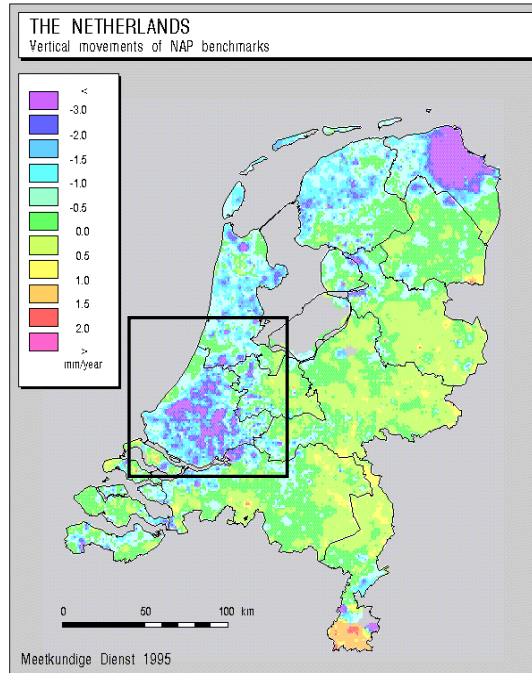 THE NETHERLANDS
Vertical movements of NAP benchmarks
<
-3.0
-2.0
-1.5
-1.0
-0.5
0.0
0.5
1.0
1.5
2.0
>
mm/year
0 50 100 km
Meetkundige Dienst 1995